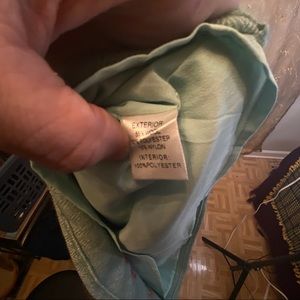 EXTERIOR:
POLYESTER
NYLON
INTERIOR:
100% POLYESTER